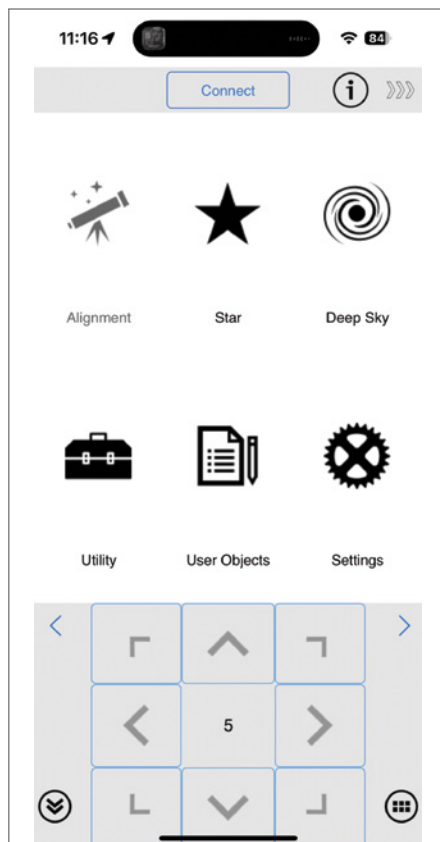 11:16 84
Connect
Alignment Star Deep Sky
Utility User Objects Settings
5